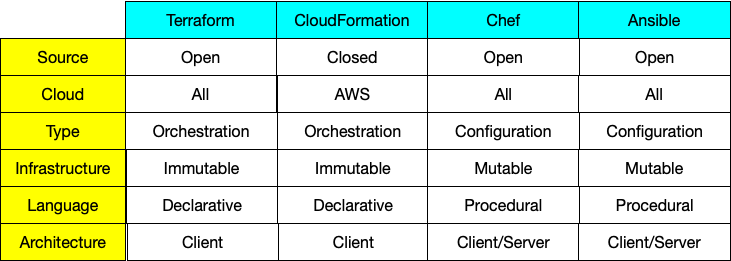 Terraform CloudFormation Chef Ansible
Source Open Closed Open Open
Cloud All AWS All All
Type Orchestration Orchestration Configuration Configuration
Infrastructure Immutable Immutable Mutable Mutable
Language Declarative Declarative Procedural Procedural
Architecture Client Client Client/Server Client/Server